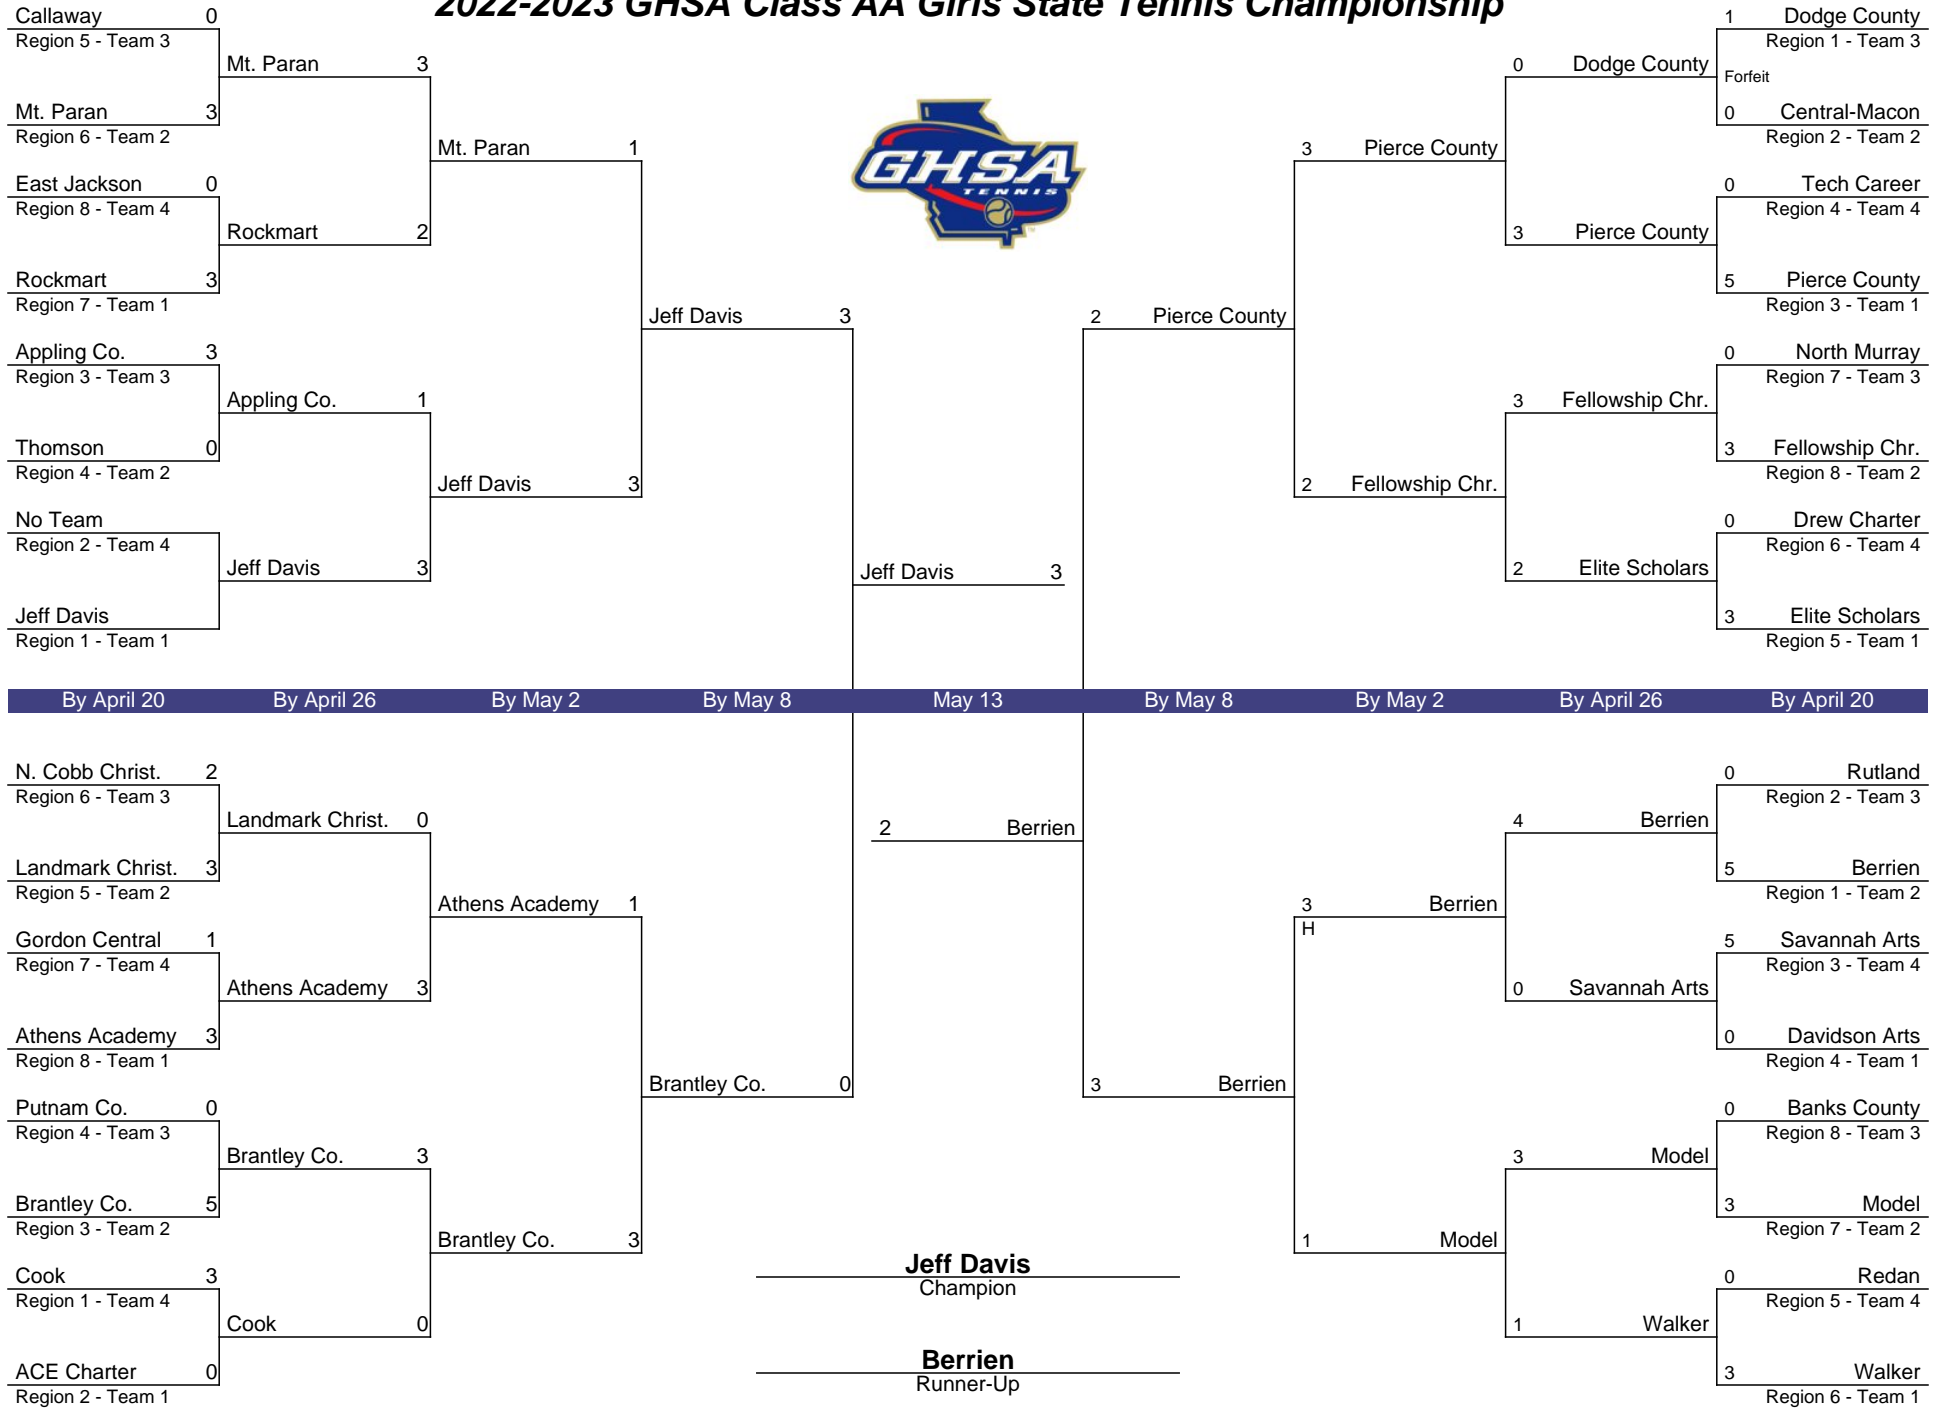 2022-2023 GHSA Class AA Girls State Tennis Championship
Callaway 0
Region 5 - Team 3
Mt. Paran 3
Mt. Paran 3
Region 6 - Team 2
Mt. Paran 1
East Jackson 0
Region 8 - Team 4
Rockmart 2
Rockmart 3
Region 7 - Team 1
Jeff Davis 3
Appling Co. 3
Region 3 - Team 3
Appling Co. 1
Thomson 0
Region 4 - Team 2
Jeff Davis 3
No Team
Region 2 - Team 4
Jeff Davis 3
Jeff Davis
Region 1 - Team 1
Jeff Davis 3
GHSA
TENNIS
1 Dodge County
Region 1 - Team 3
0 Dodge County
Forfeit
0 Central-Macon
Region 2 - Team 2
3 Pierce County
0 Tech Career
Region 4 - Team 4
3 Pierce County
5 Pierce County
Region 3 - Team 1
2 Pierce County
0 North Murray
Region 7 - Team 3
3 Fellowship Chr.
3 Fellowship Chr.
Region 8 - Team 2
2 Fellowship Chr.
0 Drew Charter
Region 6 - Team 4
2 Elite Scholars
3 Elite Scholars
Region 5 - Team 1
By April 20 By April 26 By May 2 By May 8 May 13 By May 8 By May 2 By April 26 By April 20
N. Cobb Christ. 2
Region 6 - Team 3
Landmark Christ. 0
Landmark Christ. 3
Region 5 - Team 2
Athens Academy 1
Gordon Central 1
Region 7 - Team 4
Athens Academy 3
Athens Academy 3
Region 8 - Team 1
Brantley Co. 0
Putnam Co. 0
Region 4 - Team 3
Brantley Co. 3
Brantley Co. 5
Region 3 - Team 2
Brantley Co. 3
Cook 3
Region 1 - Team 4
Cook 0
ACE Charter 0
Region 2 - Team 1
2 Berrien
0 Rutland
Region 2 - Team 3
4 Berrien
5 Berrien
Region 1 - Team 2
3 Berrien
H
5 Savannah Arts
Region 3 - Team 4
0 Savannah Arts
0 Davidson Arts
Region 4 - Team 1
3 Berrien
0 Banks County
Region 8 - Team 3
3 Model
3 Model
Region 7 - Team 2
1 Model
0 Redan
Region 5 - Team 4
1 Walker
3 Walker
Region 6 - Team 1
Jeff Davis
Champion
Berrien
Runner-Up